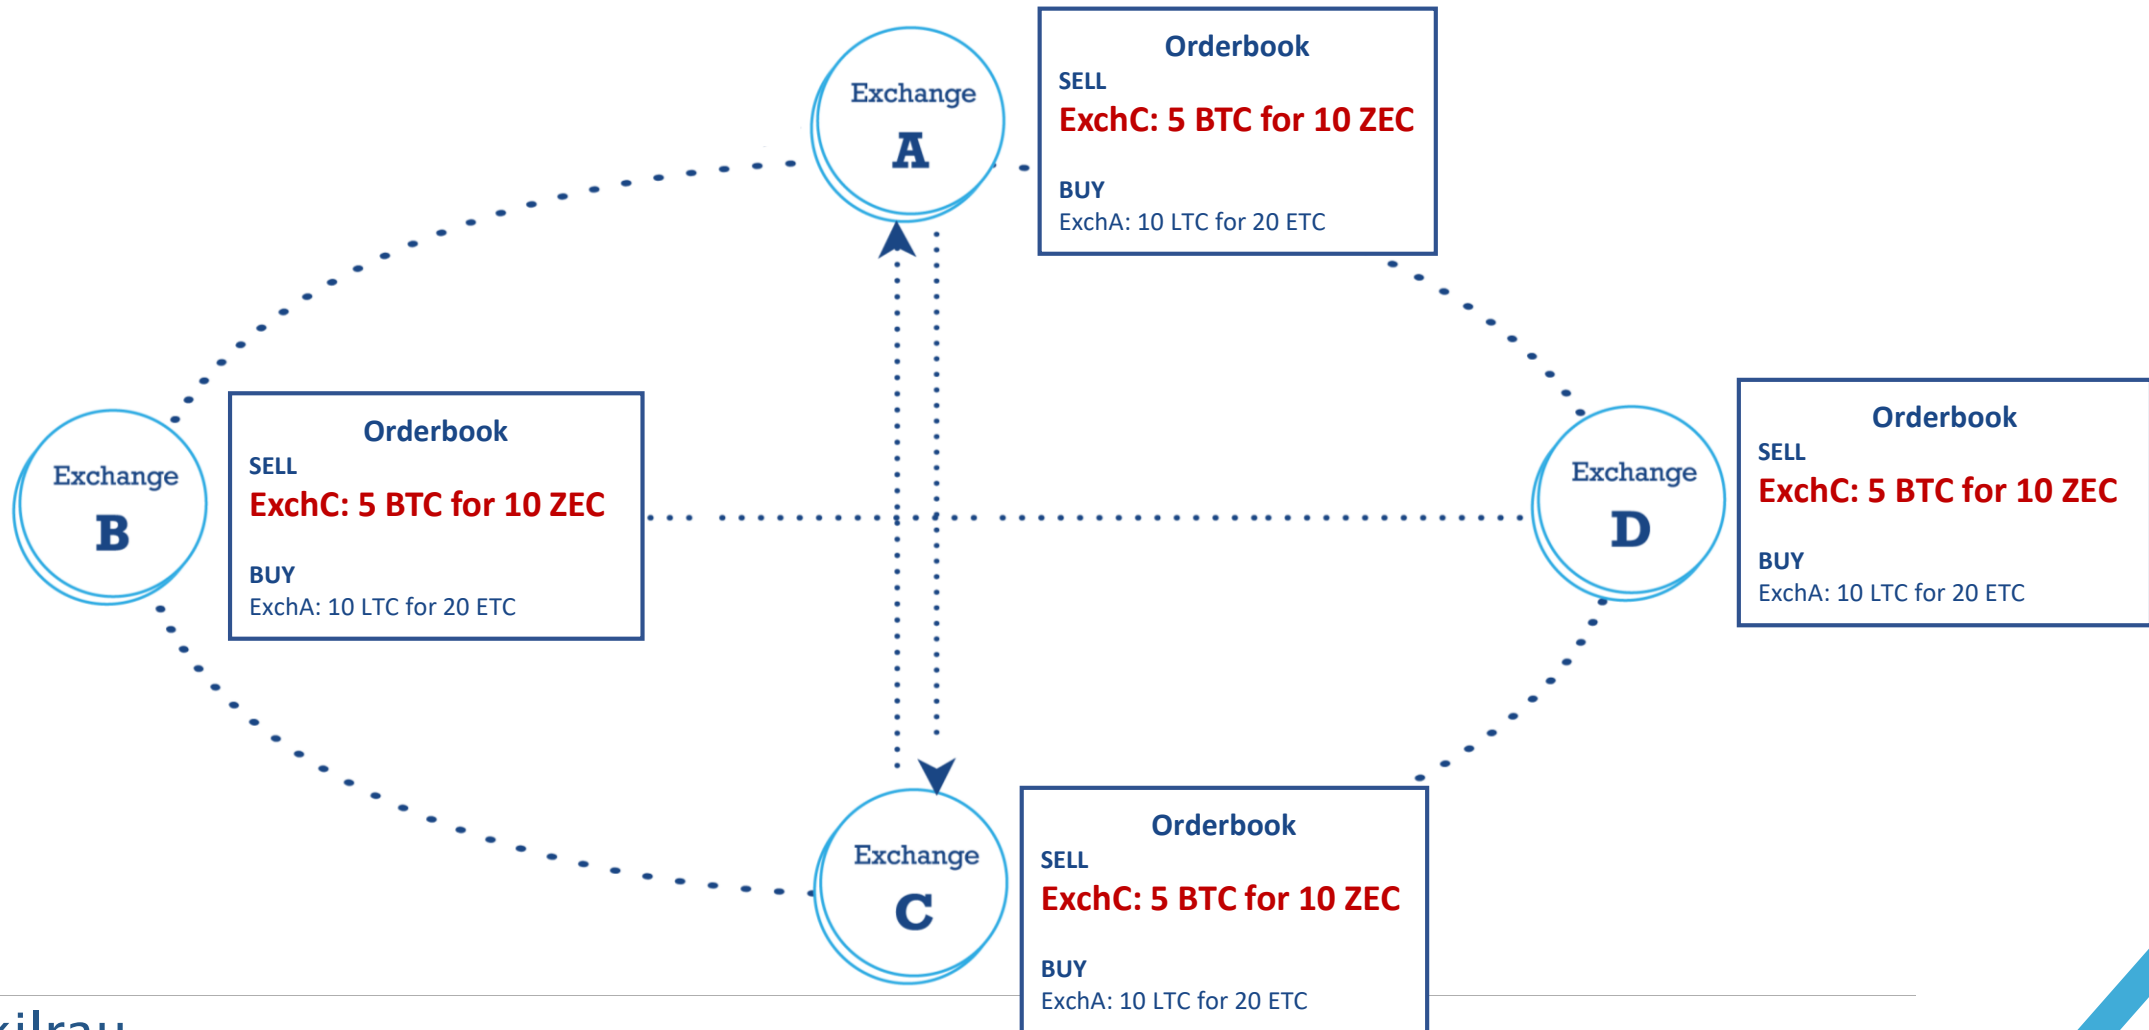 Exchange
A
Orderbook
SELL
ExchC: 5 BTC for 10 ZEC
BUY
ExchA: 10 LTC for 20 ETC
Exchange
B
Orderbook
SELL
ExchC: 5 BTC for 10 ZEC
BUY
ExchA: 10 LTC for 20 ETC
Exchange
D
Orderbook
SELL
ExchC: 5 BTC for 10 ZEC
BUY
ExchA: 10 LTC for 20 ETC
Exchange
C
Orderbook
SELL
ExchC: 5 BTC for 10 ZEC
BUY
ExchA: 10 LTC for 20 ETC